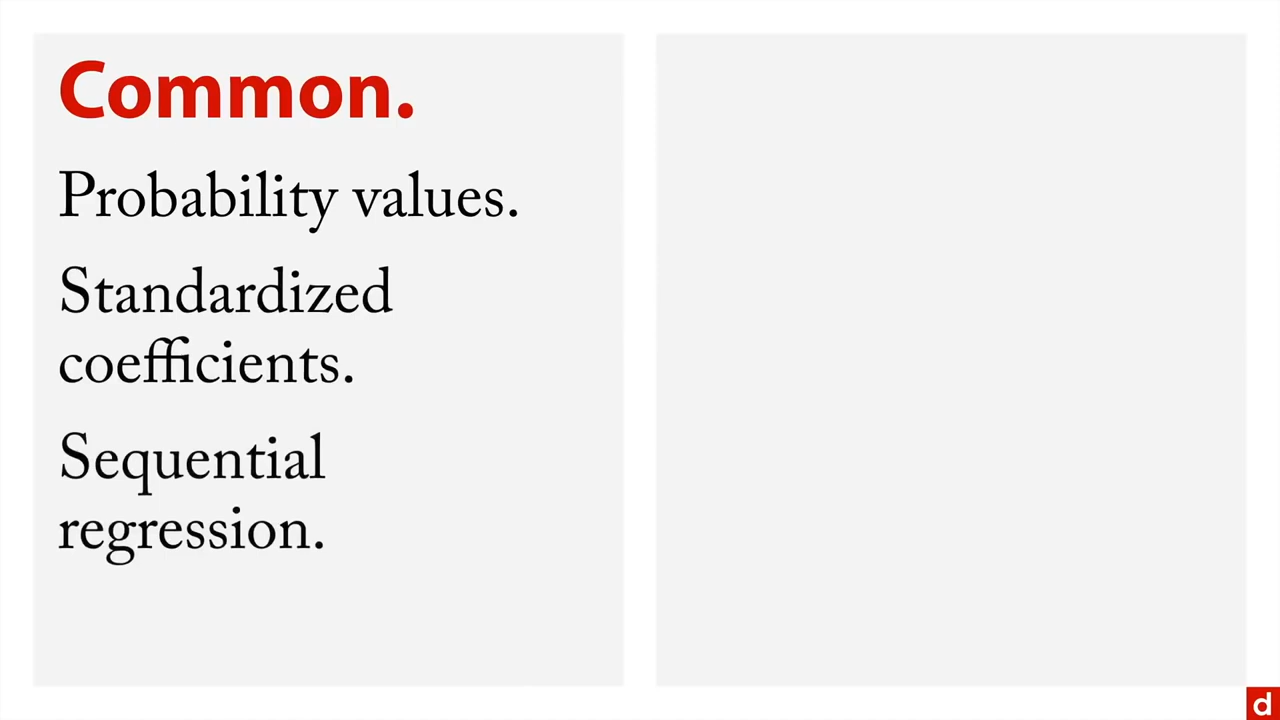 Common.
Probability values.
Standardized
coefficients.
Sequential
regression.
d